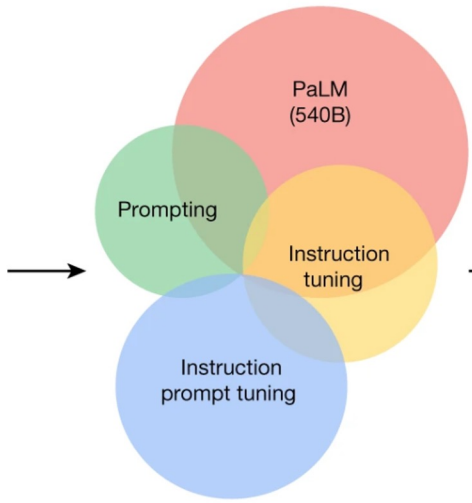 PaLM
(540B)
Prompting
Instruction
tuning
Instruction
prompt tuning